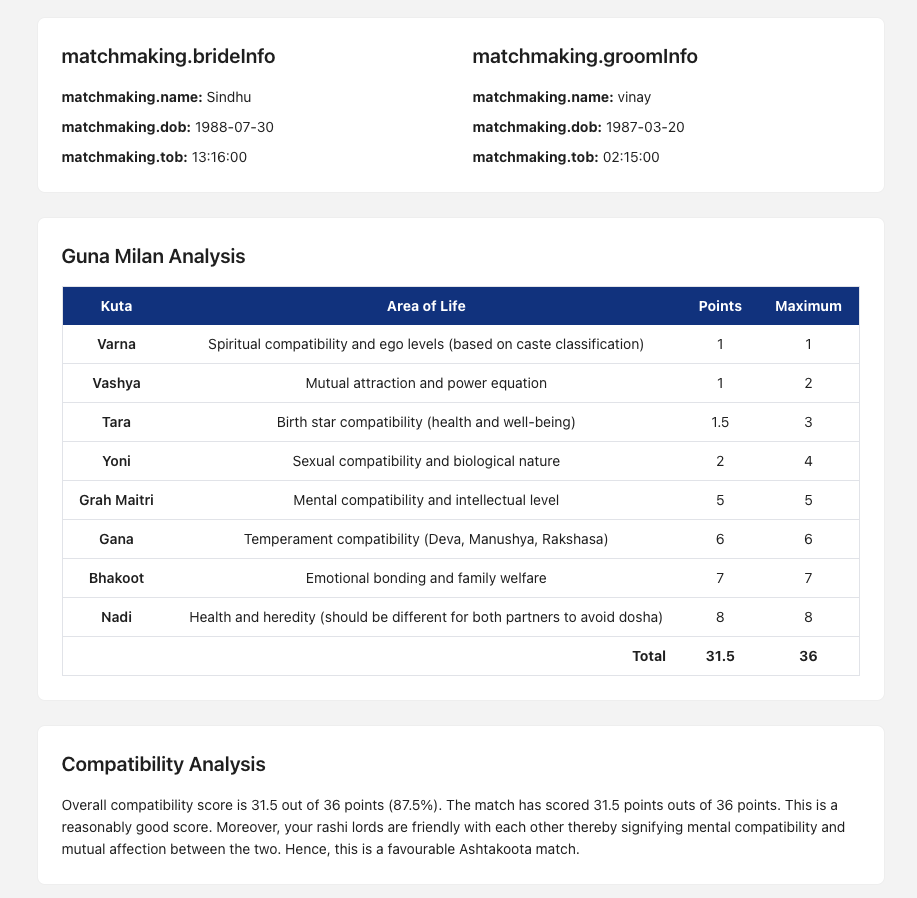 matchmaking.brideInfo
matchmaking.name: Sindhu
matchmaking.dob: 1988-07-30
matchmaking.tob: 13:16:00
matchmaking.groomInfo
matchmaking.name: vinay
matchmaking.dob: 1987-03-20
matchmaking.tob: 02:15:00
Guna Milan Analysis
Kuta Area of Life Points Maximum
Varna Spiritual compatibility and ego levels (based on caste classification) 1 1
Vashya Mutual attraction and power equation 1 2
Tara Birth star compatibility (health and well-being) 1.5 3
Yoni Sexual compatibility and biological nature 2 4
Grah Maitri Mental compatibility and intellectual level 5 5
Gana Temperament compatibility (Deva, Manushya, Rakshasa) 6 6
Bhakoot Emotional bonding and family welfare 7 7
Nadi Health and heredity (should be different for both partners to avoid dosha) 8 8
Total 31.5 36
Compatibility Analysis
Overall compatibility score is 31.5 out of 36 points (87.5%). The match has scored 31.5 points outs of 36 points. This is a
reasonably good score. Moreover, your rashi lords are friendly with each other thereby signifying mental compatibility and
mutual affection between the two. Hence, this is a favourable Ashtakoota match.